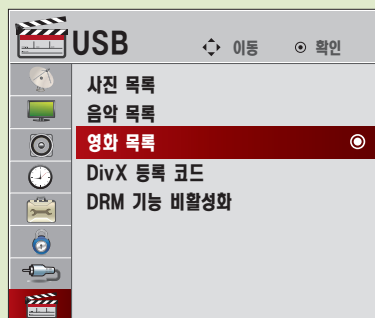 USB 이동 확인
사진 목록
음악 목록
영화 목록
DivX 등록 코드
DRM 기능 비활성화